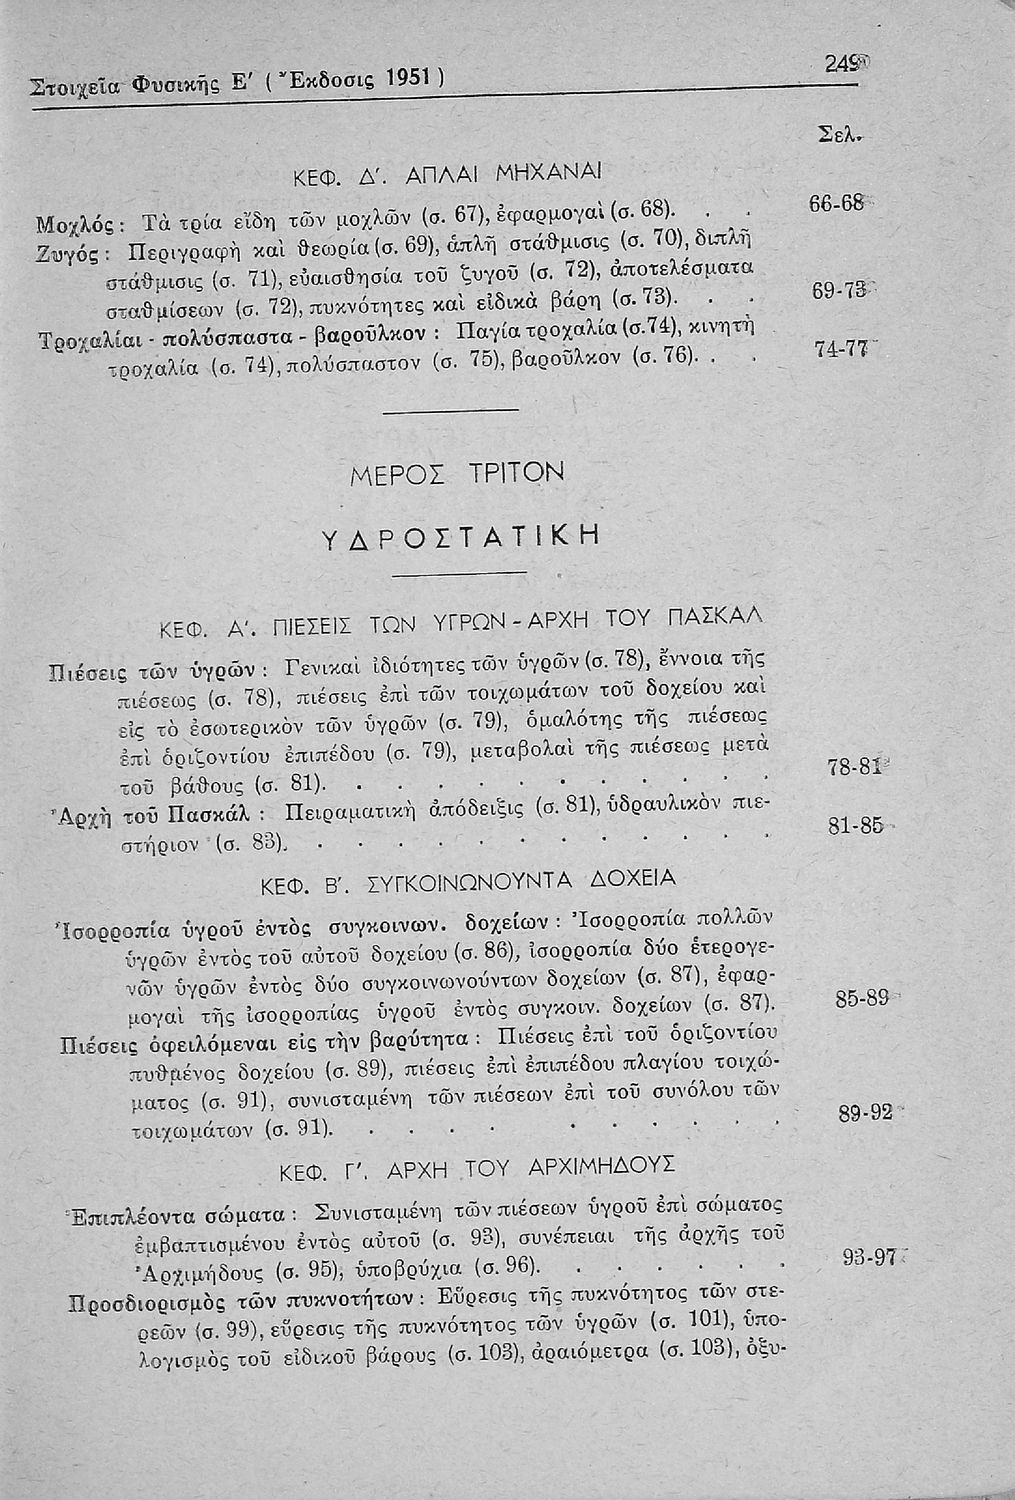 Στοιχεῖα Φυσικῆς Ε' ( Ἔκδοσις 1951 ) 249
Σελ.
ΚΕΦ. Δ'. ΑΠΛΑΙ ΜΗΧΑΝΑΙ
Μοχλός : Τὰ τρία εἴδη τῶν μοχλῶν (σ. 67), ἐφαρμογαὶ (σ. 68). . . 66-68
Ζυγός : Περιγραφὴ καὶ θεωρία (σ. 69), ἁπλῆ στάθμισις (σ. 70), διπλῆ
στάθμισις (σ. 71), εὐαισθησία τοῦ ζυγοῦ (σ. 72), ἀποτελέσματα
σταθμίσεων (σ. 72), πυκνότητες καὶ εἰδικὰ βάρη (σ. 73). . . 69-73
Τροχαλίαι - πολύσπαστα - βαροῦλκον : Παγία τροχαλία (σ.74), κινητὴ
τροχαλία (σ. 74), πολύσπαστον (σ. 75), βαροῦλκον (σ. 76). . . 74-77
ΜΕΡΟΣ ΤΡΙΤΟΝ
ΥΔΡΟΣΤΑΤΙΚΗ
ΚΕΦ. Α'. ΠΙΕΣΕΙΣ ΤΩΝ ΥΓΡΩΝ - ΑΡΧΗ ΤΟΥ ΠΑΣΚΑΛ
Πιέσεις τῶν ὑγρῶν : Γενικαὶ ἰδιότητες τῶν ὑγρῶν (σ. 78), ἔννοια τῆς
πιέσεως (σ. 78), πιέσεις ἐπὶ τῶν τοιχωμάτων τοῦ δοχείου καὶ
εἰς τὸ ἐσωτερικὸν τῶν ὑγρῶν (σ. 79), ὁμαλότης τῆς πιέσεως
ἐπὶ ὁριζοντίου ἐπιπέδου (σ. 79), μεταβολαὶ τῆς πιέσεως μετὰ
τοῦ βάθους (σ. 81). . . . . . . . . . . . 78-81
Ἀρχὴ τοῦ Πασκάλ : Πειραματικὴ ἀπόδειξις (σ. 81), ὑδραυλικὸν πιε-
στήριον (σ. 83). . . . . . . . . . . . . 81-85
ΚΕΦ. Β'. ΣΥΓΚΟΙΝΩΝΟΥΝΤΑ ΔΟΧΕΙΑ
Ἰσορροπία ὑγροῦ ἐντὸς συγκοινων. δοχείων : Ἰσορροπία πολλῶν
ὑγρῶν ἐντὸς τοῦ αὐτοῦ δοχείου (σ. 86), ἰσορροπία δύο ἑτερογε-
νῶν ὑγρῶν ἐντὸς δύο συγκοινωνούντων δοχείων (σ. 87), ἐφαρ-
μογαὶ τῆς ἰσορροπίας ὑγροῦ ἐντὸς συγκοιν. δοχείων (σ. 87). 85-89
Πιέσεις ὀφειλόμεναι εἰς τὴν βαρύτητα : Πιέσεις ἐπὶ τοῦ ὁριζοντίου
πυθμένος δοχείου (σ. 89), πιέσεις ἐπὶ ἐπιπέδου πλαγίου τοιχώ-
ματος (σ. 91), συνισταμένη τῶν πιέσεων ἐπὶ τοῦ συνόλου τῶν
τοιχωμάτων (σ. 91). . . . . . . . . . . 89-92
ΚΕΦ. Γ'. ΑΡΧΗ ΤΟΥ ΑΡΧΙΜΗΔΟΥΣ
Ἐπιπλέοντα σώματα : Συνισταμένη τῶν πιέσεων ὑγροῦ ἐπὶ σώματος
ἐμβαπτισμένου ἐντὸς αὐτοῦ (σ. 93), συνέπειαι τῆς ἀρχῆς τοῦ
Ἀρχιμήδους (σ. 95), ὑποβρύχια (σ. 96). . . . . . . 93-97
Προσδιορισμὸς τῶν πυκνοτήτων : Εὕρεσις τῆς πυκνότητος τῶν στε-
ρεῶν (σ. 99), εὕρεσις τῆς πυκνότητος τῶν ὑγρῶν (σ. 101), ὑπο-
λογισμὸς τοῦ εἰδικοῦ βάρους (σ. 103), ἀραιόμετρα (σ. 103), ὀξυ-